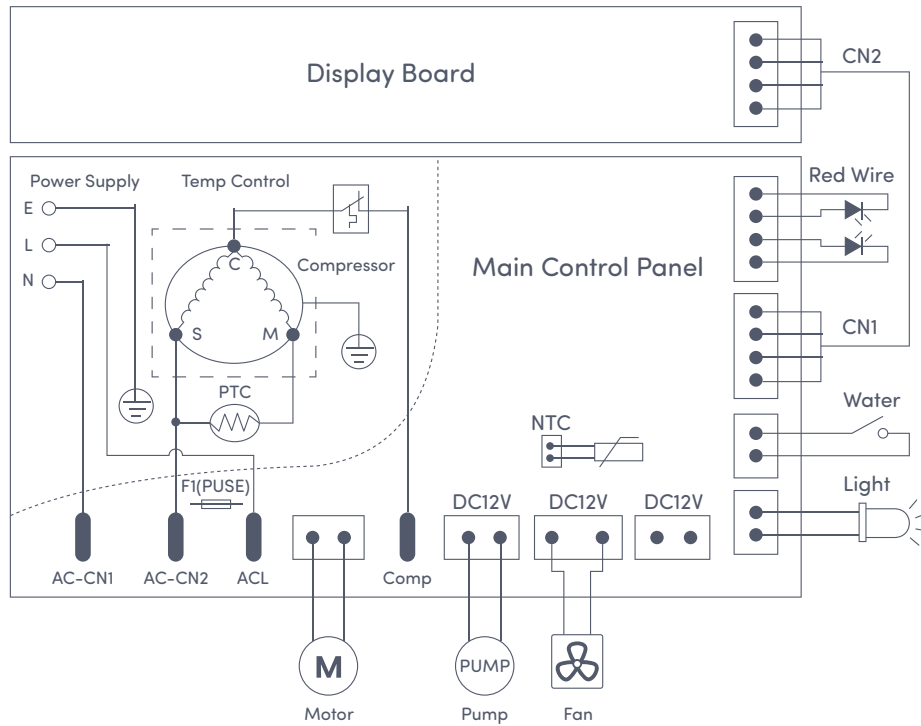 Display Board
CN2
Power Supply
Temp Control
Red Wire
E
L
N
C
Compressor
Main Control Panel
S
M
CN1
PTC
Water
NTC
F1(PUSE)
DC12V
DC12V
DC12V
Light
AC-CN1
AC-CN2
ACL
Comp
M
PUMP
Motor
Pump
Fan